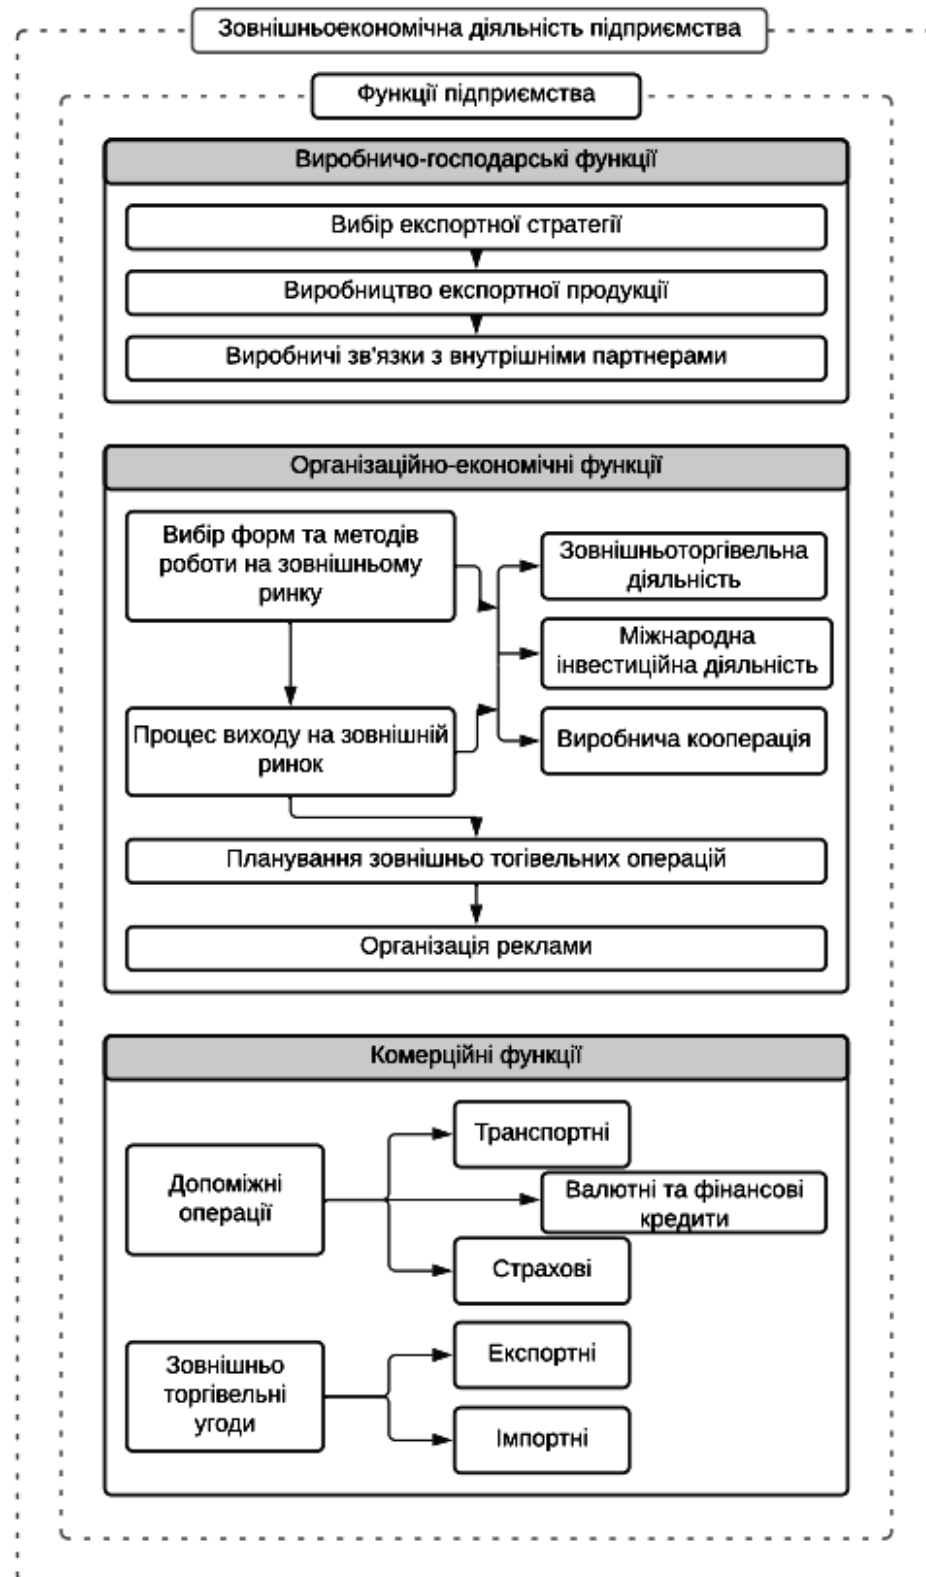 Зовнішньоекономічна діяльність підприємства
Функції підприємства
Виробничо-господарські функції
Вибір експортної стратегії
Виробництво експортної продукції
Виробничі зв'язки з внутрішніми партнерами
Організаційно-економічні функції
Вибір форм та методів
роботи на зовнішньому
ринку
Зовнішньоторгівельна
діяльність
Міжнародна
інвестиційна діяльність
Процес виходу на зовнішній
ринок
Виробнича кооперація
Планування зовнішньо тогівельних операцій
Організація реклами
Комерційні функції
Допоміжні
операції
Транспортні
Валютні та фінансові
кредити
Страхові
Зовнішньо
торгівельні
угоди
Експортні
Імпортні